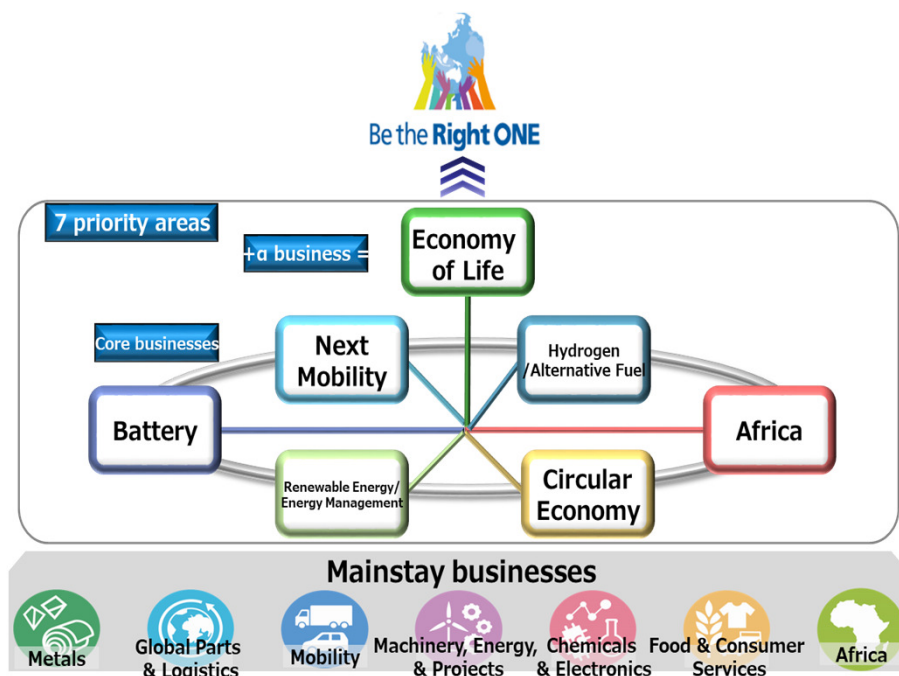 Be the Right ONE
7 priority areas
+α business =
Economy
of Life
Core businesses
Next
Mobility
Hydrogen
/Alternative Fuel
Battery
Africa
Renewable Energy/
Energy Management
Circular
Economy
Mainstay businesses
Metals
Global Parts
& Logistics
Mobility
Machinery, Energy,
& Projects
Chemicals
& Electronics
Food & Consumer
Services
Africa